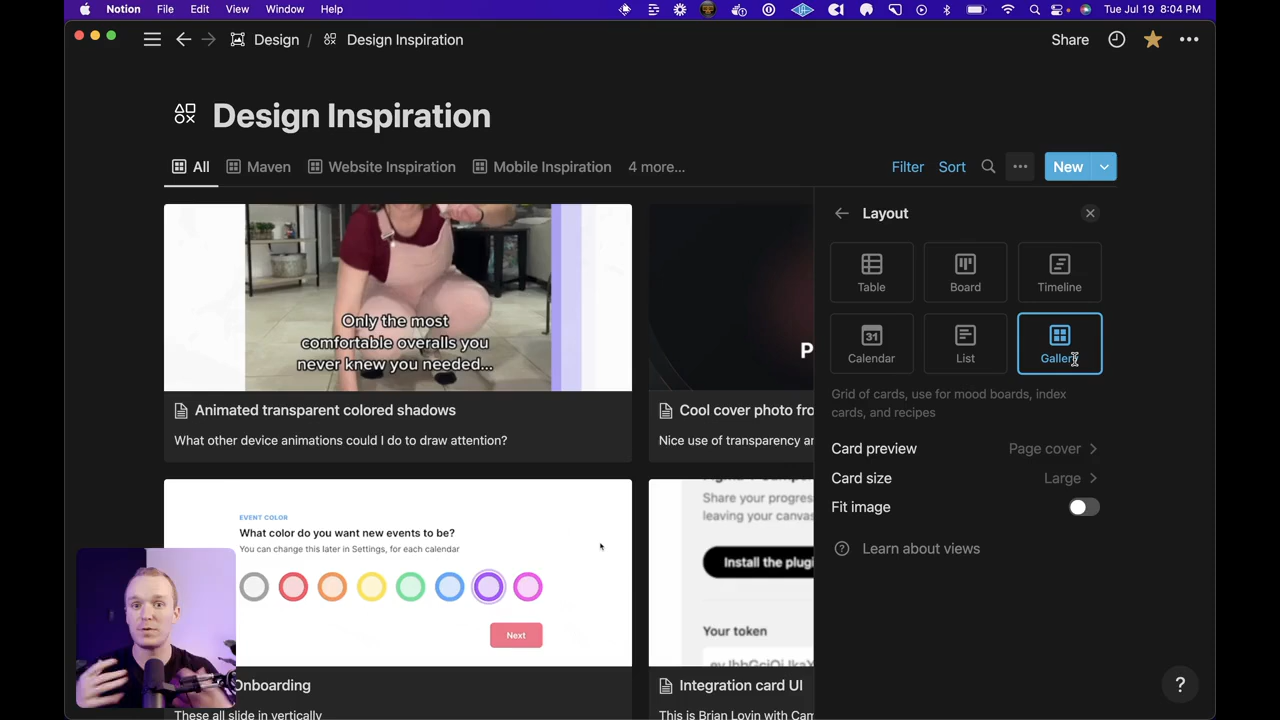 Notion File Edit View Window Help
Tue Jul 19 8:04 PM
Design / Design Inspiration
Share
Design Inspiration
All Maven Website Inspiration Mobile Inspiration 4 more...
Filter Sort New
Layout
Table Board Timeline
31
Calendar List Gallery
Grid of cards, use for mood boards, index
cards, and recipes
Card preview Page cover
Card size Large
Fit image
Learn about views
?
Only the most
comfortable overalls you
never knew you needed...
Animated transparent colored shadows
What other device animations could I do to draw attention?
P
Cool cover photo fro
Nice use of transparency a
EVENT COLOR
What color do you want new events to be?
You can change this later in Settings, for each calendar
Next
Onboarding
These all slide in vertically
Share your progres
leaving your canvas
Install the plugi
Your token
Integration card UI
This is Brian Lovin with Cam